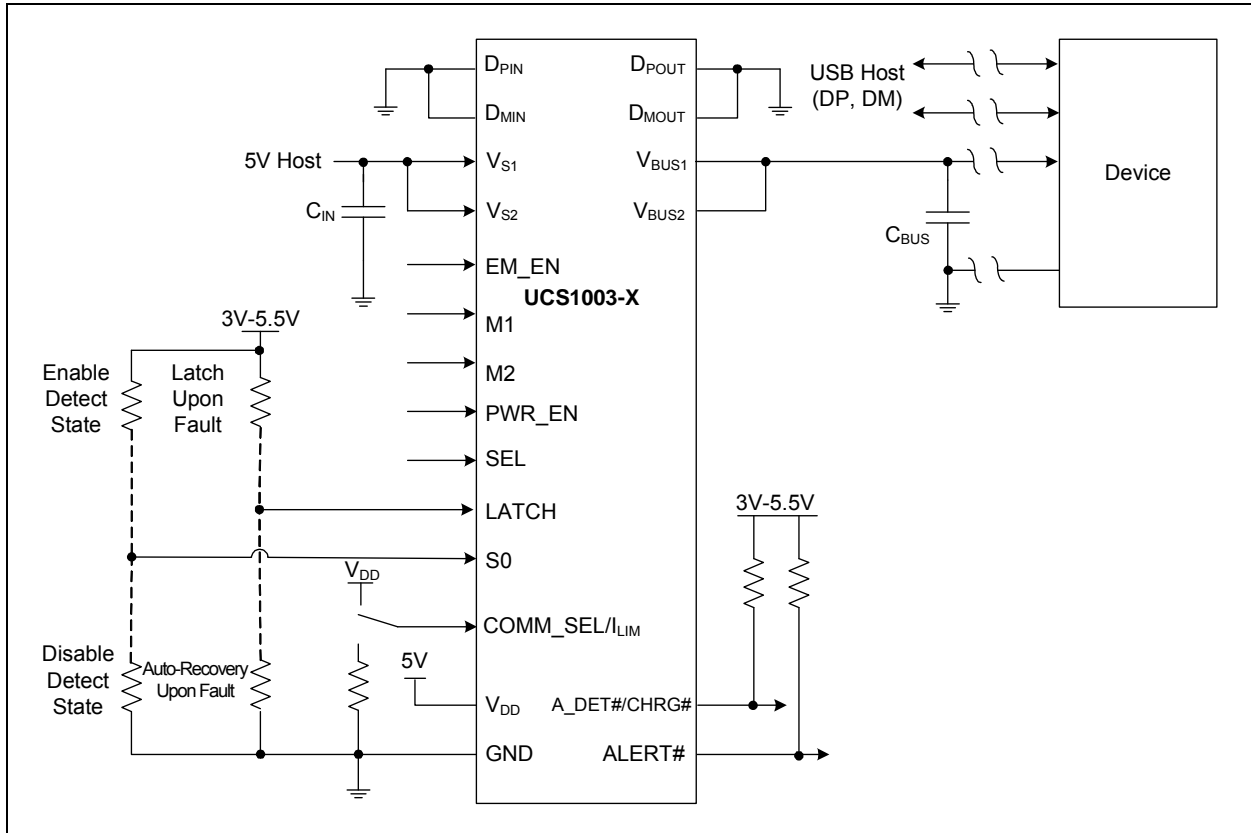 DPIN
DPOUT
USB Host
(DP, DM)
DMIN
DMOUT
5V Host
VS1
VBUS1
Device
CIN
VS2
VBUS2
CBUS
EM_EN
UCS1003-X
3V-5.5V
M1
Enable
Detect
State
Latch
Upon
Fault
M2
PWR_EN
SEL
LATCH
3V-5.5V
S0
VDD
COMM_SEL/ILIM
Disable
Detect
State
Auto-Recovery
Upon Fault
5V
VDD
A_DET#/CHRG#
GND
ALERT#